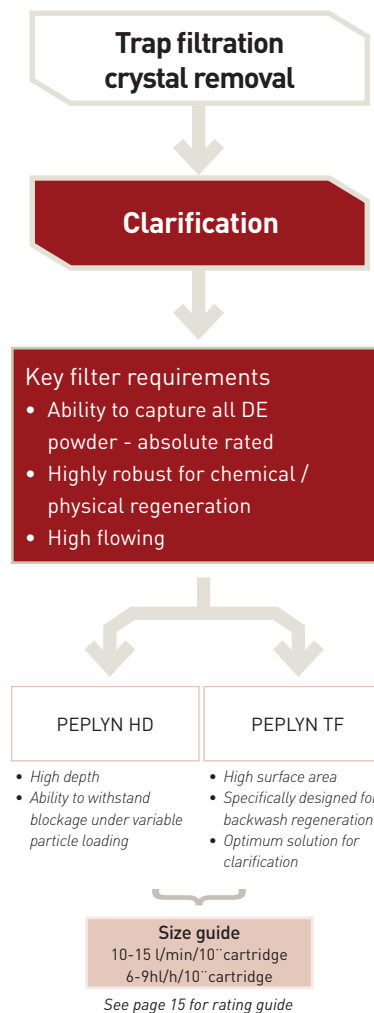 Trap filtration
crystal removal
Clarification
Key filter requirements
• Ability to capture all DE
powder - absolute rated
• Highly robust for chemical /
physical regeneration
• High flowing
PEPLYN HD
• High depth
• Ability to withstand
blockage under variable
particle loading
PEPLYN TF
• High surface area
• Specifically designed for
backwash regeneration
• Optimum solution for
clarification
Size guide
10-15 l/min/10¨cartridge
6-9hl/h/10¨cartridge
See page 15 for rating guide